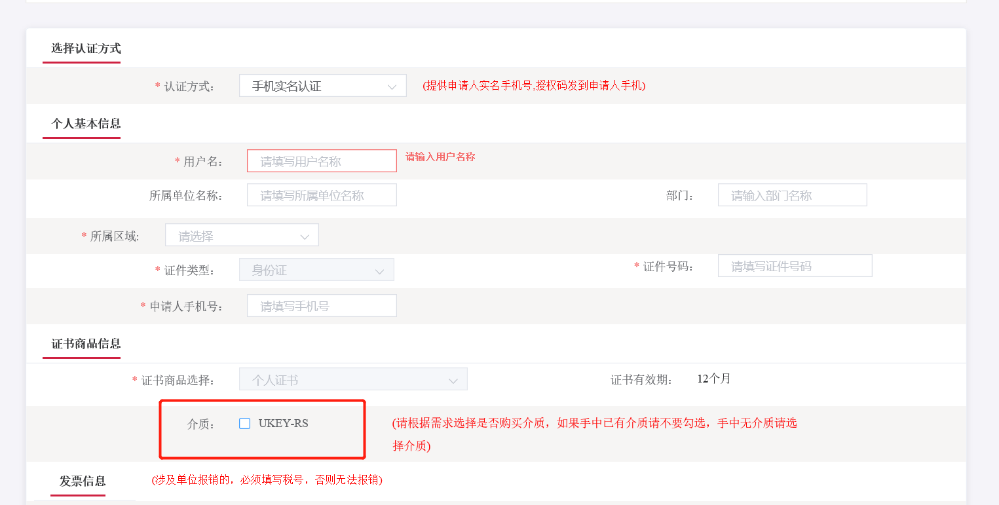 选择认证方式
* 认证方式： 手机实名认证 (提供申请人实名手机号,授权码发到申请人手机)
个人基本信息
* 用户名： 请填写用户名称 请输入用户名称
所属单位名称： 请填写所属单位名称 部门： 请输入部门名称
* 所属区域: 请选择
* 证件类型： 身份证 * 证件号码： 请填写证件号码
* 申请人手机号： 请填写手机号
证书商品信息
* 证书商品选择： 个人证书 证书有效期： 12个月
介质： UKEY-RS (请根据需求选择是否购买介质，如果手中已有介质请不要勾选，手中无介质请选
择介质)
发票信息 (涉及单位报销的，必须填写税号，否则无法报销)